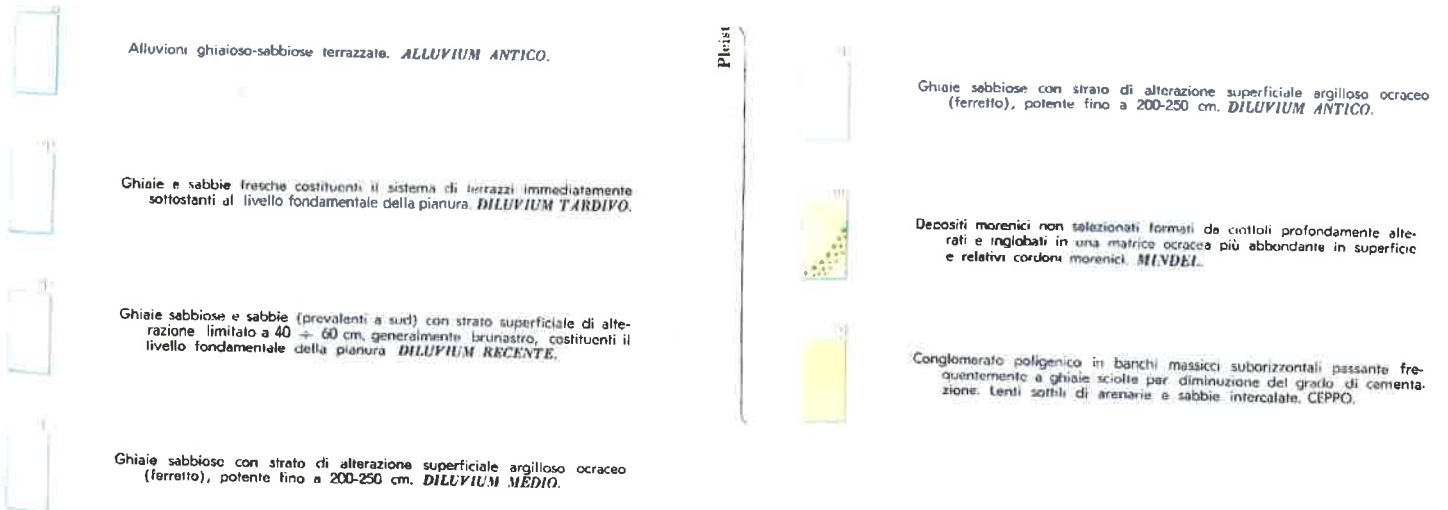 Alluvioni ghiaioso-sabbiose terrazzate. ALLUVIUM ANTICO.
Ghiaie e sabbie fresche costituenti il sistema di terrazzi immediatamente
sottostanti al livello fondamentale della pianura. DILUVIUM TARDIVO.
Ghiaie sabbiose e sabbie (prevalenti a sud) con strato superficiale di alte-
razione limitato a 40 ÷ 60 cm, generalmente brunastro, costituenti il
livello fondamentale della pianura DILUVIUM RECENTE.
Ghiaie sabbiose con strato di alterazione superficiale argilloso ocraceo
(ferretto), potente fino a 200-250 cm. DILUVIUM MEDIO.
Pleist
Ghiaie sabbiose con strato di alterazione superficiale argilloso ocraceo
(ferretto), potente fino a 200-250 cm. DILUVIUM ANTICO.
Depositi morenici non selezionati formati da ciottoli profondamente alte-
rati e inglobati in una matrice ocracea più abbondante in superficie
e relativi cordoni morenici. MINDEL.
Conglomerato poligenico in banchi massicci suborizzontali passante fre-
quentemente a ghiaie sciolte per diminuzione del grado di cementa-
zione. Lenti sottili di arenarie e sabbie intercalate. CEPPO.